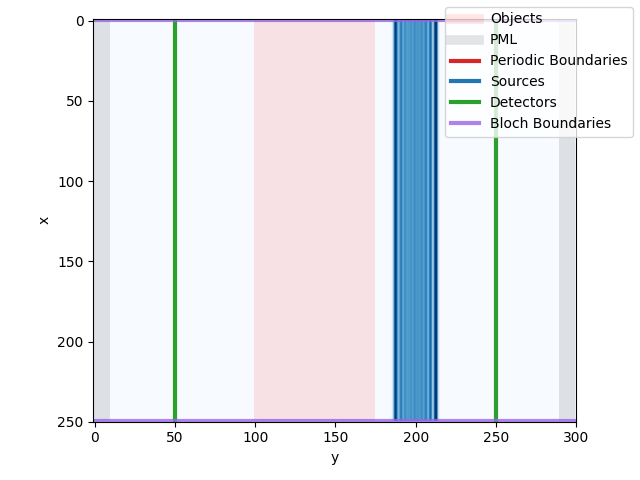 0
50
100
150
200
250
x
0
50
100
150
200
250
300
y
Objects
PML
Periodic Boundaries
Sources
Detectors
Bloch Boundaries